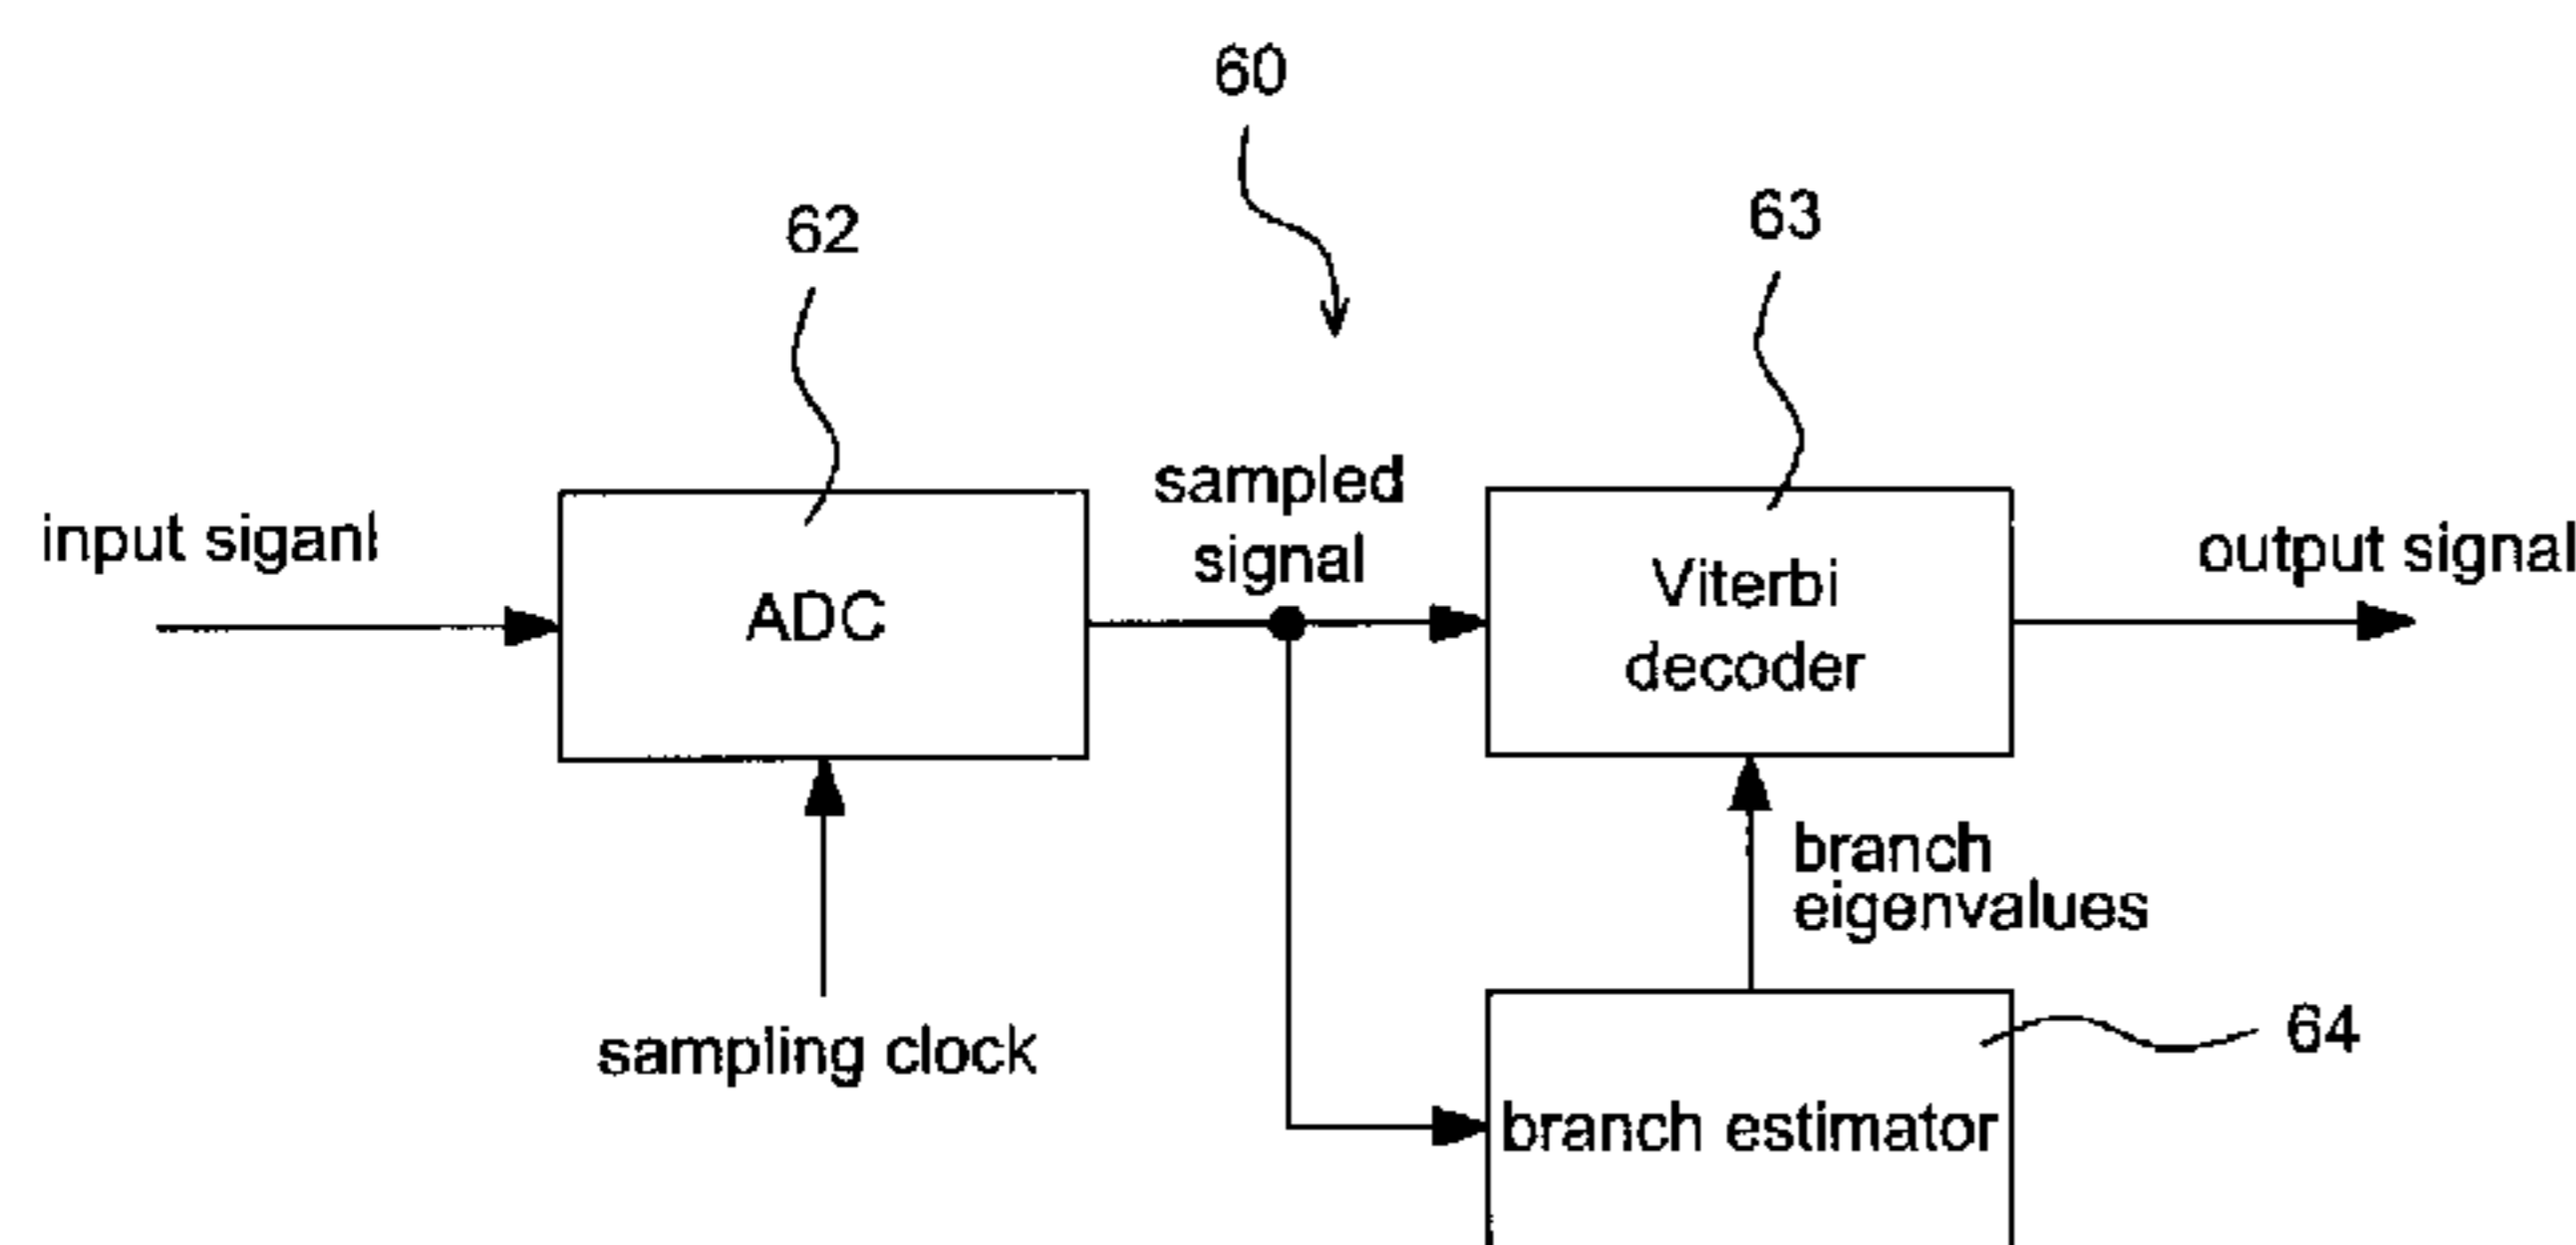 60
62
63
sampled
signal
input siganl
ADC
Viterbi
decoder
output signal
branch
eigenvalues
sampling clock
64
branch estimator